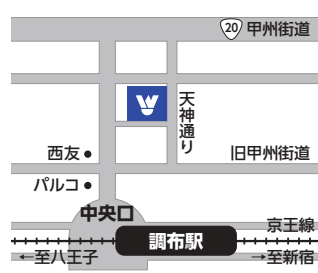 20 甲州街道
天神通り
西友
旧甲州街道
パルコ
中央口
京王線
調布駅
←至八王子
→至新宿